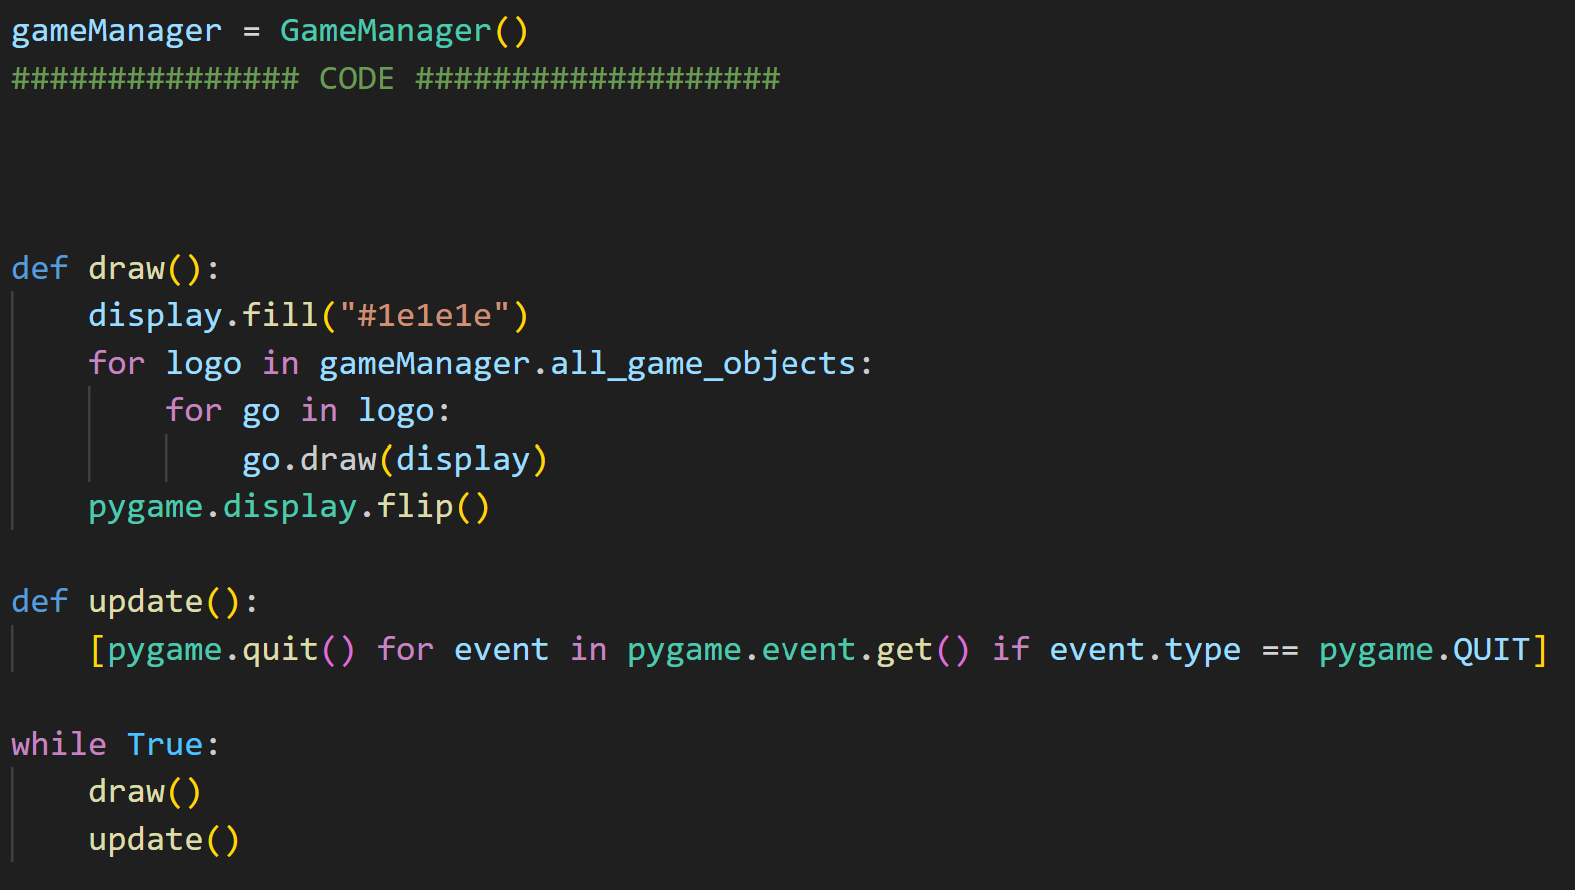 gameManager = GameManager()
############### CODE ###################
def draw():
    display.fill("#1e1e1e")
    for logo in gameManager.all_game_objects:
        for go in logo:
            go.draw(display)
    pygame.display.flip()
def update():
    [pygame.quit() for event in pygame.event.get() if event.type == pygame.QUIT]
while True:
    draw()
    update()